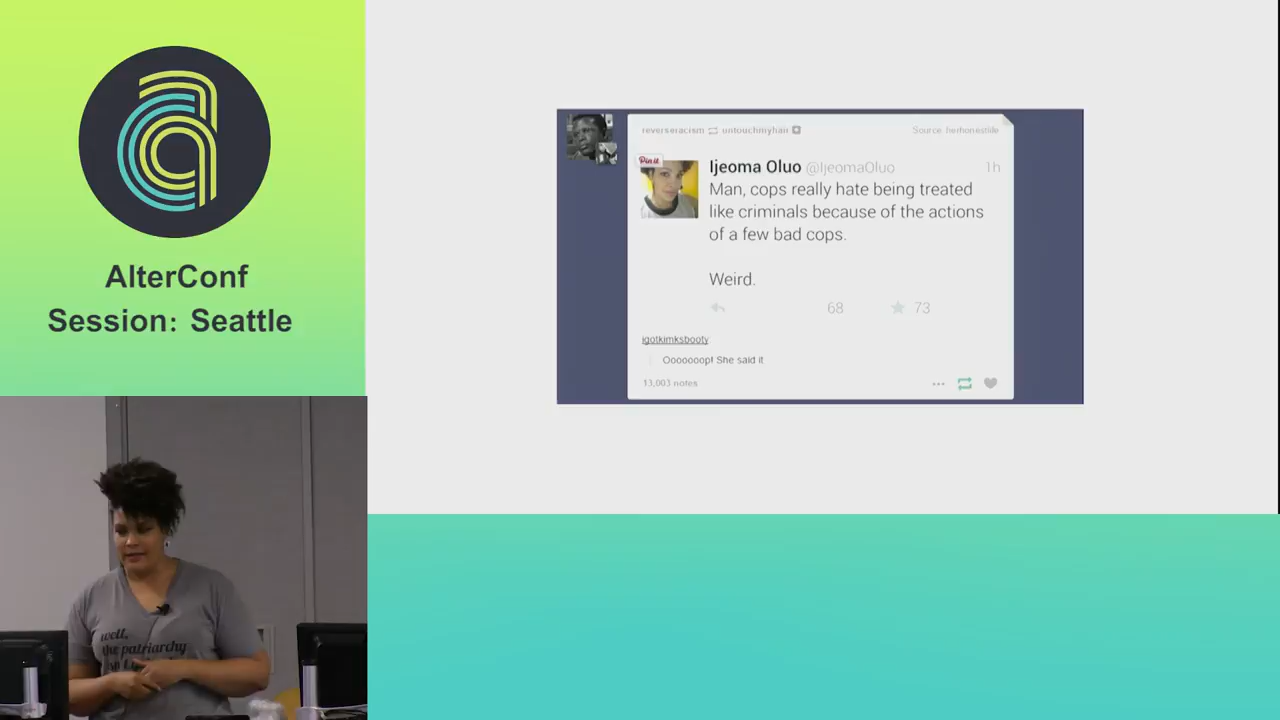 AlterConf
Session: Seattle
reverseracism untouchmyhair
Source: herhonestlife
Pin it
Ijeoma Oluo @IjeomaOluo 1h
Man, cops really hate being treated
like criminals because of the actions
of a few bad cops.
Weird.
68 73
igotkimksbooty
Ooooooop! She said it
13,003 notes
well,
the patriarchy